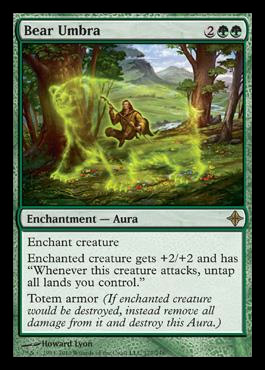 Bear Umbra 2
Enchantment — Aura
Enchant creature
Enchanted creature gets +2/+2 and has
“Whenever this creature attacks, untap
all lands you control.”
Totem armor (If enchanted creature
would be destroyed, instead remove all
damage from it and destroy this Aura.)
Howard Lyon